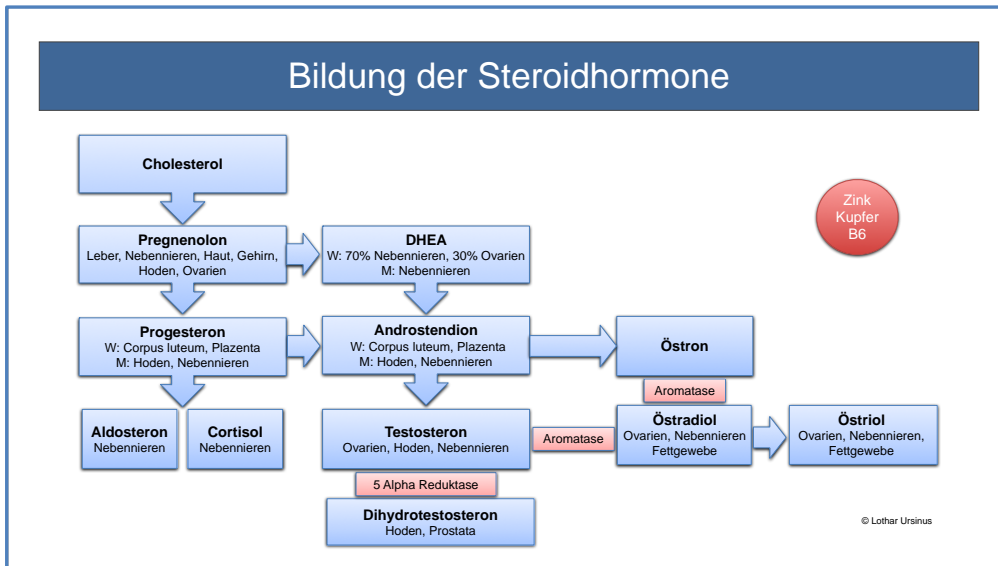 Bildung der Steroidhormone
Cholesterol
Zink
Kupfer
B6
Pregnenolon
Leber, Nebennieren, Haut, Gehirn,
Hoden, Ovarien
DHEA
W: 70% Nebennieren, 30% Ovarien
M: Nebennieren
Progesteron
W: Corpus luteum, Plazenta
M: Hoden, Nebennieren
Androstendion
W: Corpus luteum, Plazenta
M: Hoden, Nebennieren
Östron
Aromatase
Aldosteron
Nebennieren
Cortisol
Nebennieren
Testosteron
Ovarien, Hoden, Nebennieren
Aromatase
Östradiol
Ovarien, Nebennieren
Fettgewebe
Östriol
Ovarien, Nebennieren,
Fettgewebe
5 Alpha Reduktase
Dihydrotestosteron
Hoden, Prostata
© Lothar Ursinus